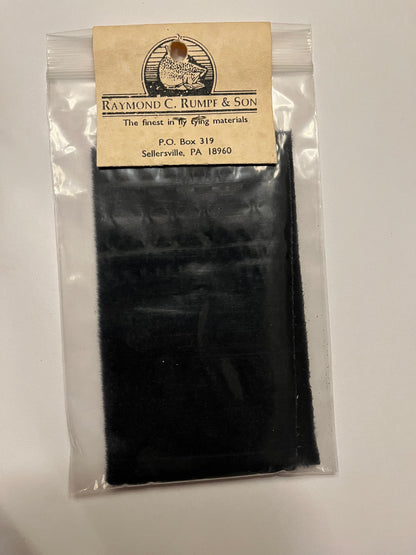 RAYMOND C. RUMPF & SON
The finest in fly tying materials
P.O. Box 319
Sellersville, PA 18960